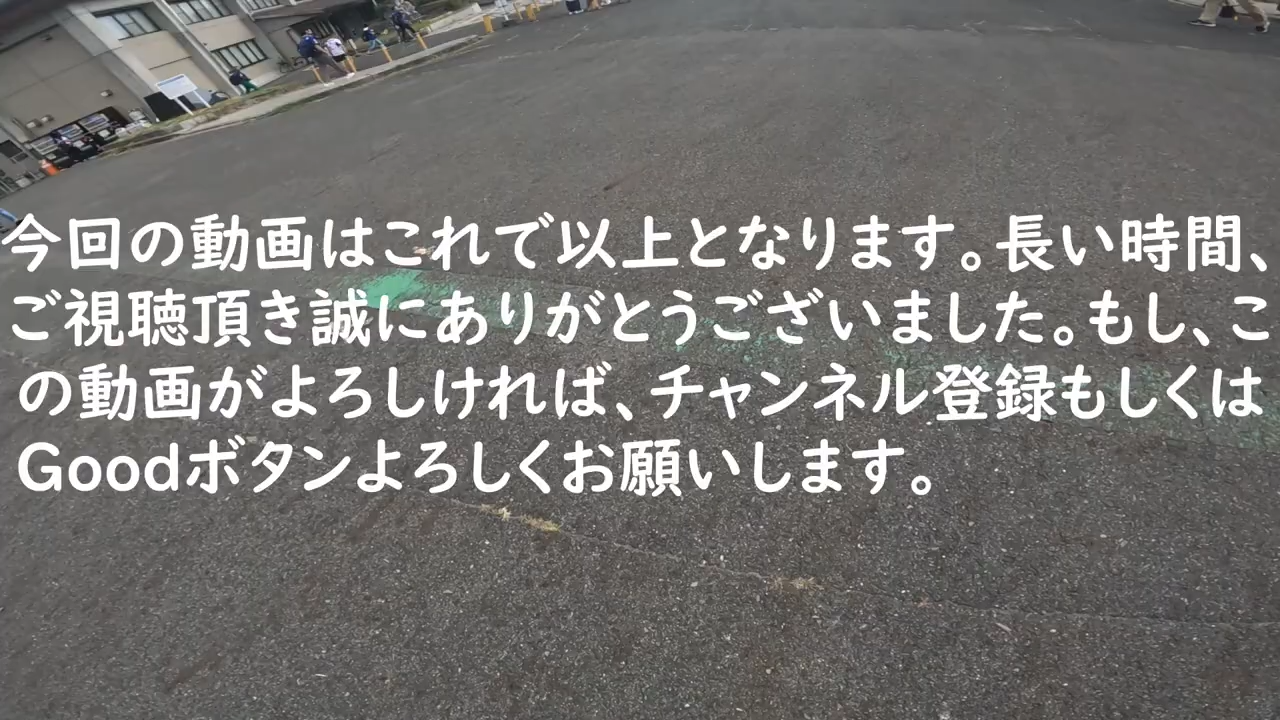 今回の動画はこれで以上となります。長い時間、
ご視聴頂き誠にありがとうございました。もし、こ
の動画がよろしければ、チャンネル登録もしくは
Goodボタンよろしくお願いします。